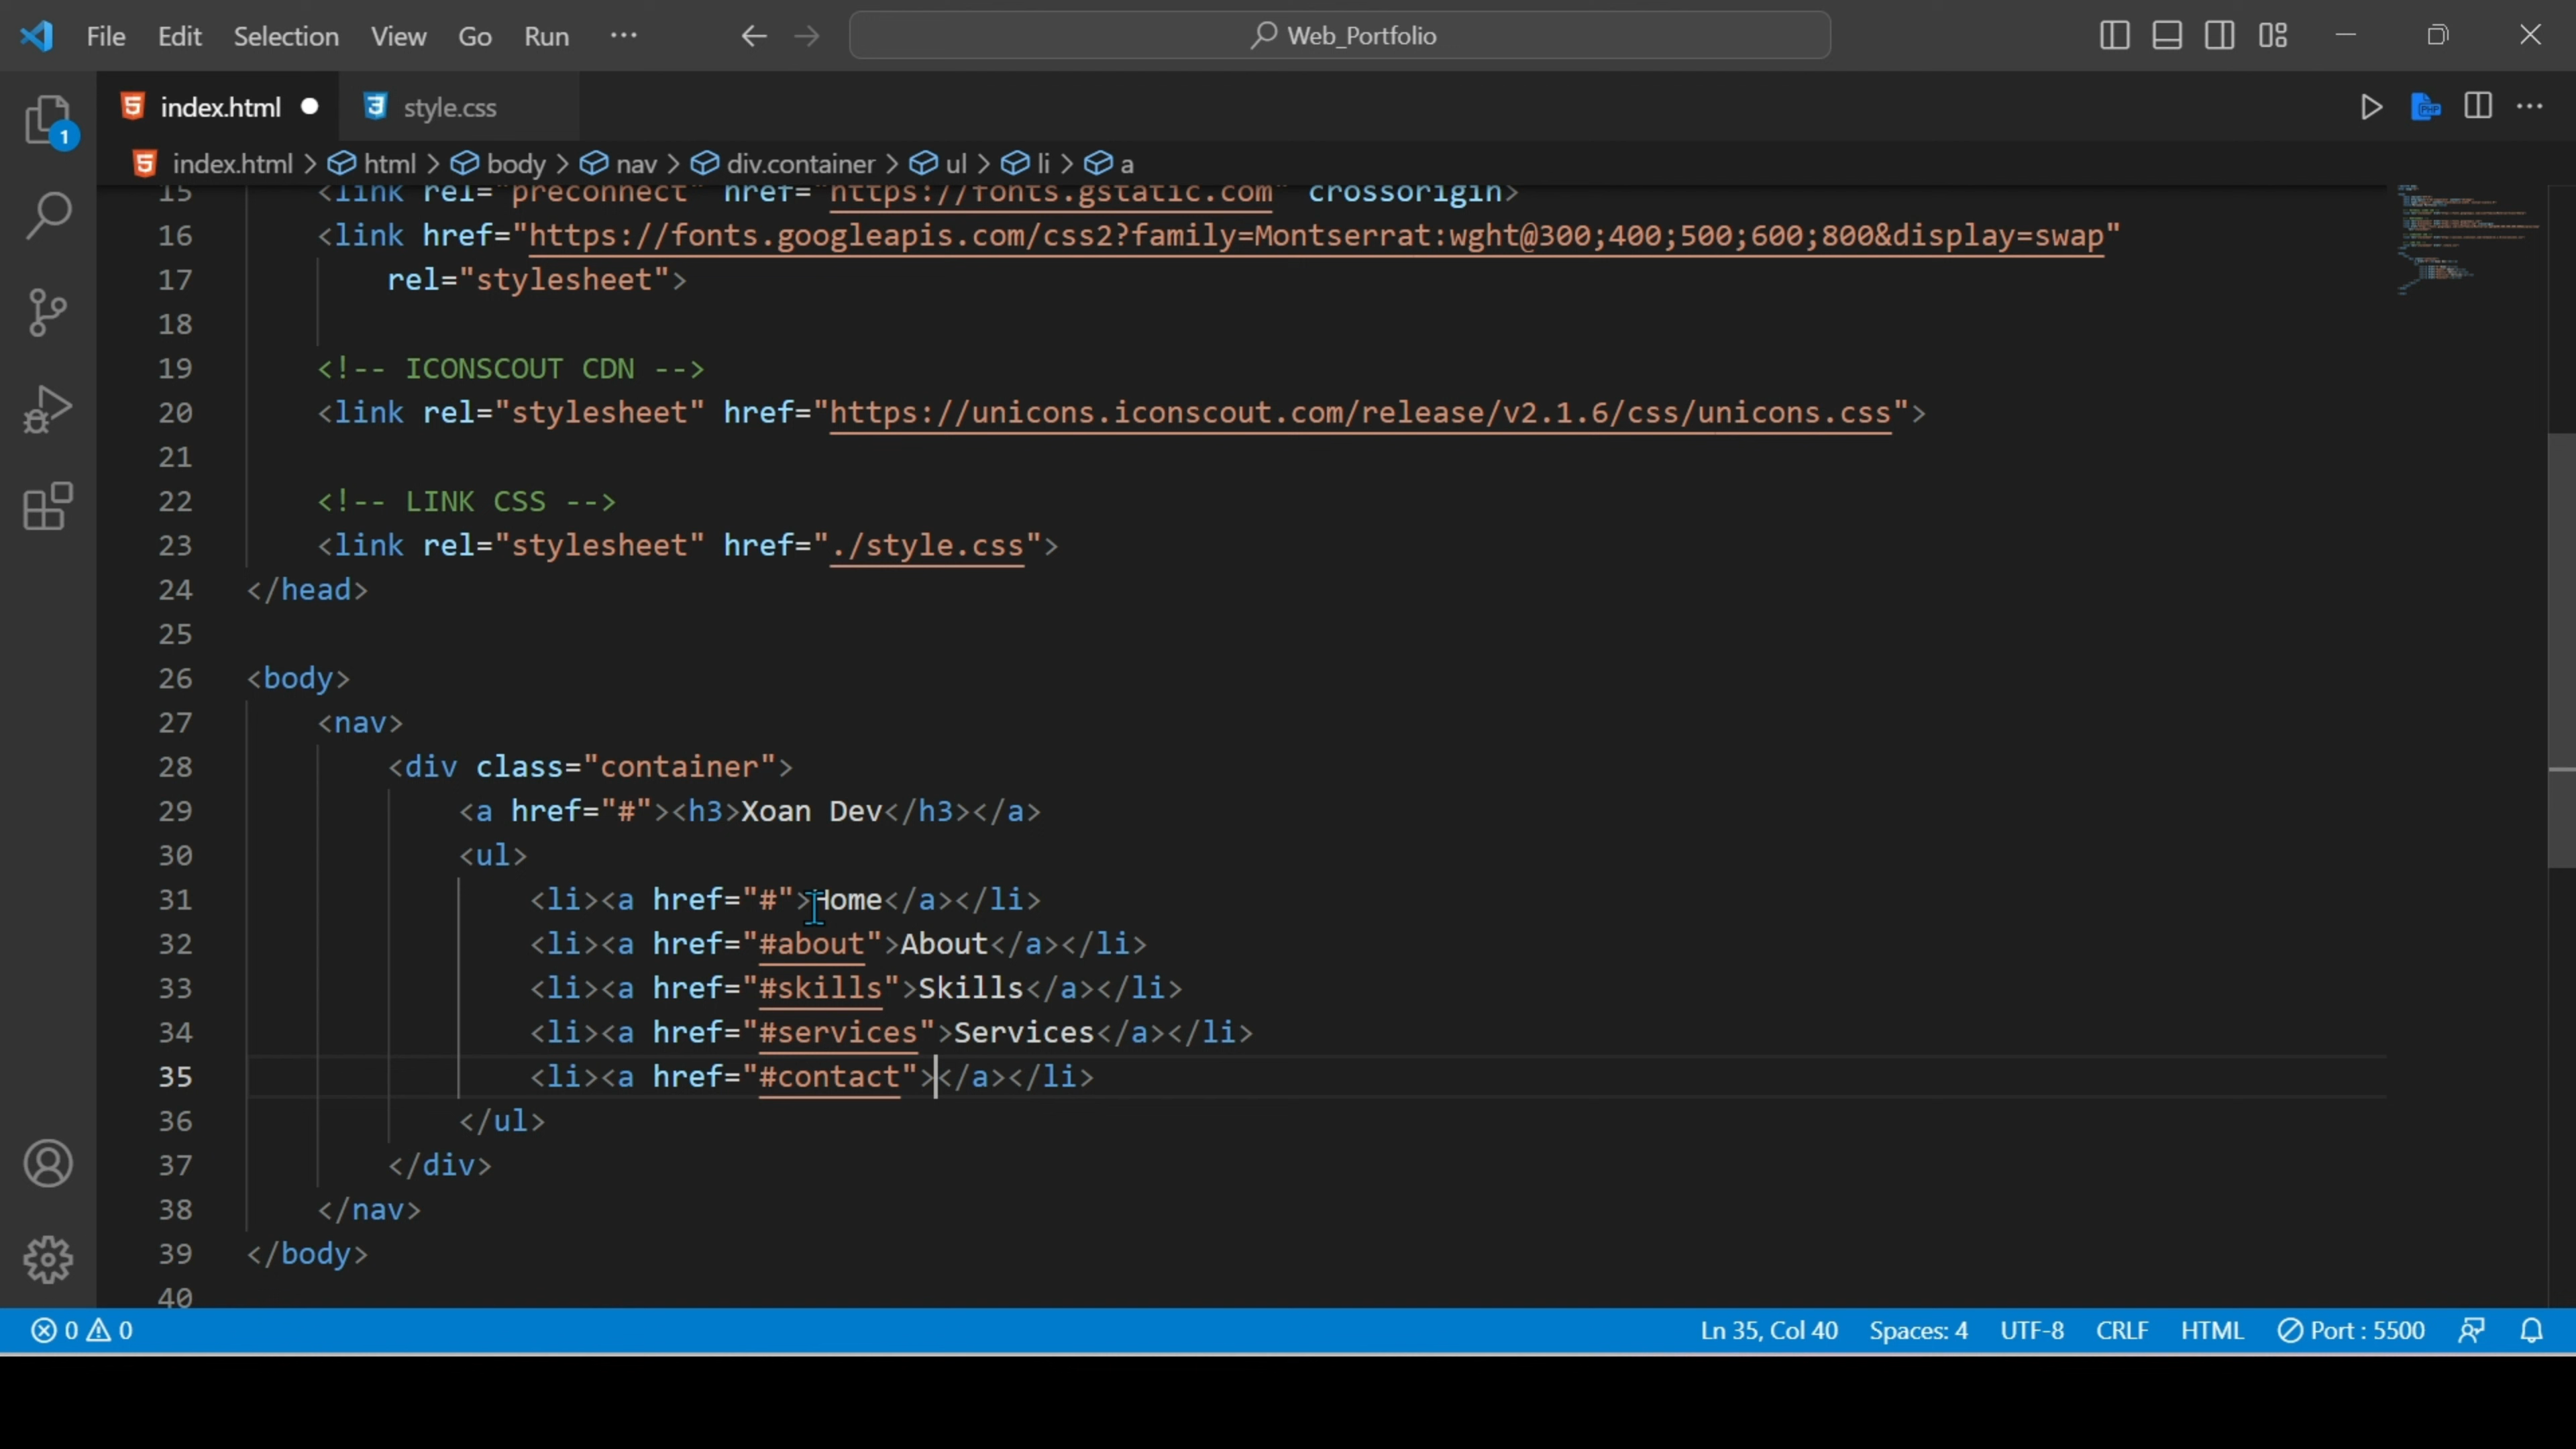 File Edit Selection View Go Run ··· Web_Portfolio
index.html style.css
index.html > html > body > nav > div.container > ul > li > a
15 <link rel="preconnect" href="https://fonts.gstatic.com" crossorigin>
16 <link href="https://fonts.googleapis.com/css2?family=Montserrat:wght@300;400;500;600;800&display=swap"
17 rel="stylesheet">
18
19 <!-- ICONSCOUT CDN -->
20 <link rel="stylesheet" href="https://unicons.iconscout.com/release/v2.1.6/css/unicons.css">
21
22 <!-- LINK CSS -->
23 <link rel="stylesheet" href="./style.css">
24 </head>
25
26 <body>
27 <nav>
28 <div class="container">
29 <a href="#"><h3>Xoan Dev</h3></a>
30 <ul>
31 <li><a href="#">Home</a></li>
32 <li><a href="#about">About</a></li>
33 <li><a href="#skills">Skills</a></li>
34 <li><a href="#services">Services</a></li>
35 <li><a href="#contact"></a></li>
36 </ul>
37 </div>
38 </nav>
39 </body>
40
1
0 0 Ln 35, Col 40 Spaces: 4 UTF-8 CRLF HTML Port : 5500